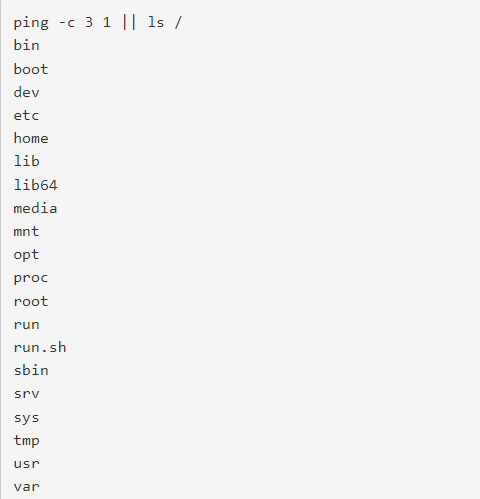 ping -c 3 1 || ls /
bin
boot
dev
etc
home
lib
lib64
media
mnt
opt
proc
root
run
run.sh
sbin
srv
sys
tmp
usr
var